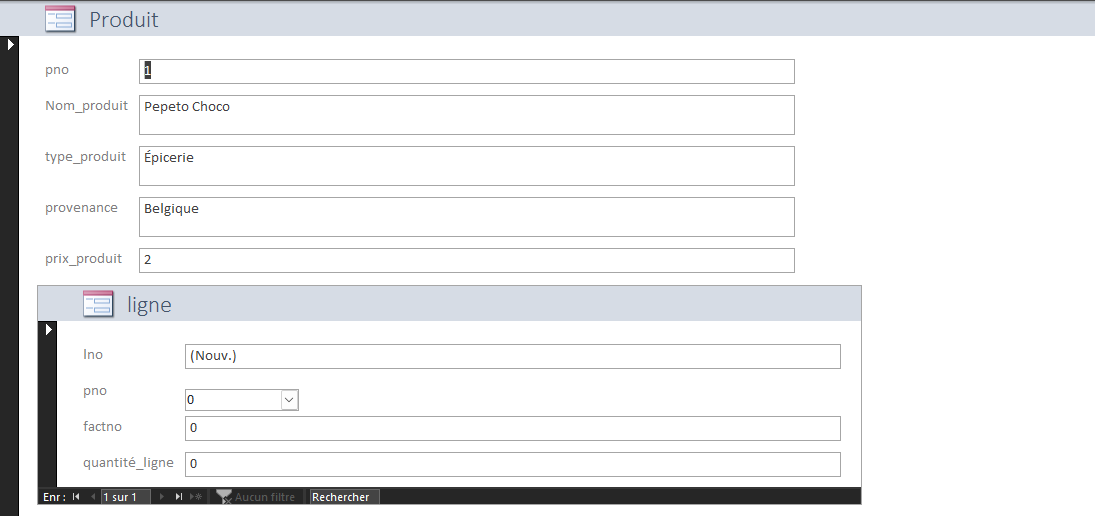 Produit
pno 1
Nom_produit Pepeto Choco
type_produit Épicerie
provenance Belgique
prix_produit 2
ligne
lno (Nouv.)
pno 0
factno 0
quantité_ligne 0
Enr : 1 sur 1 Aucun filtre Rechercher